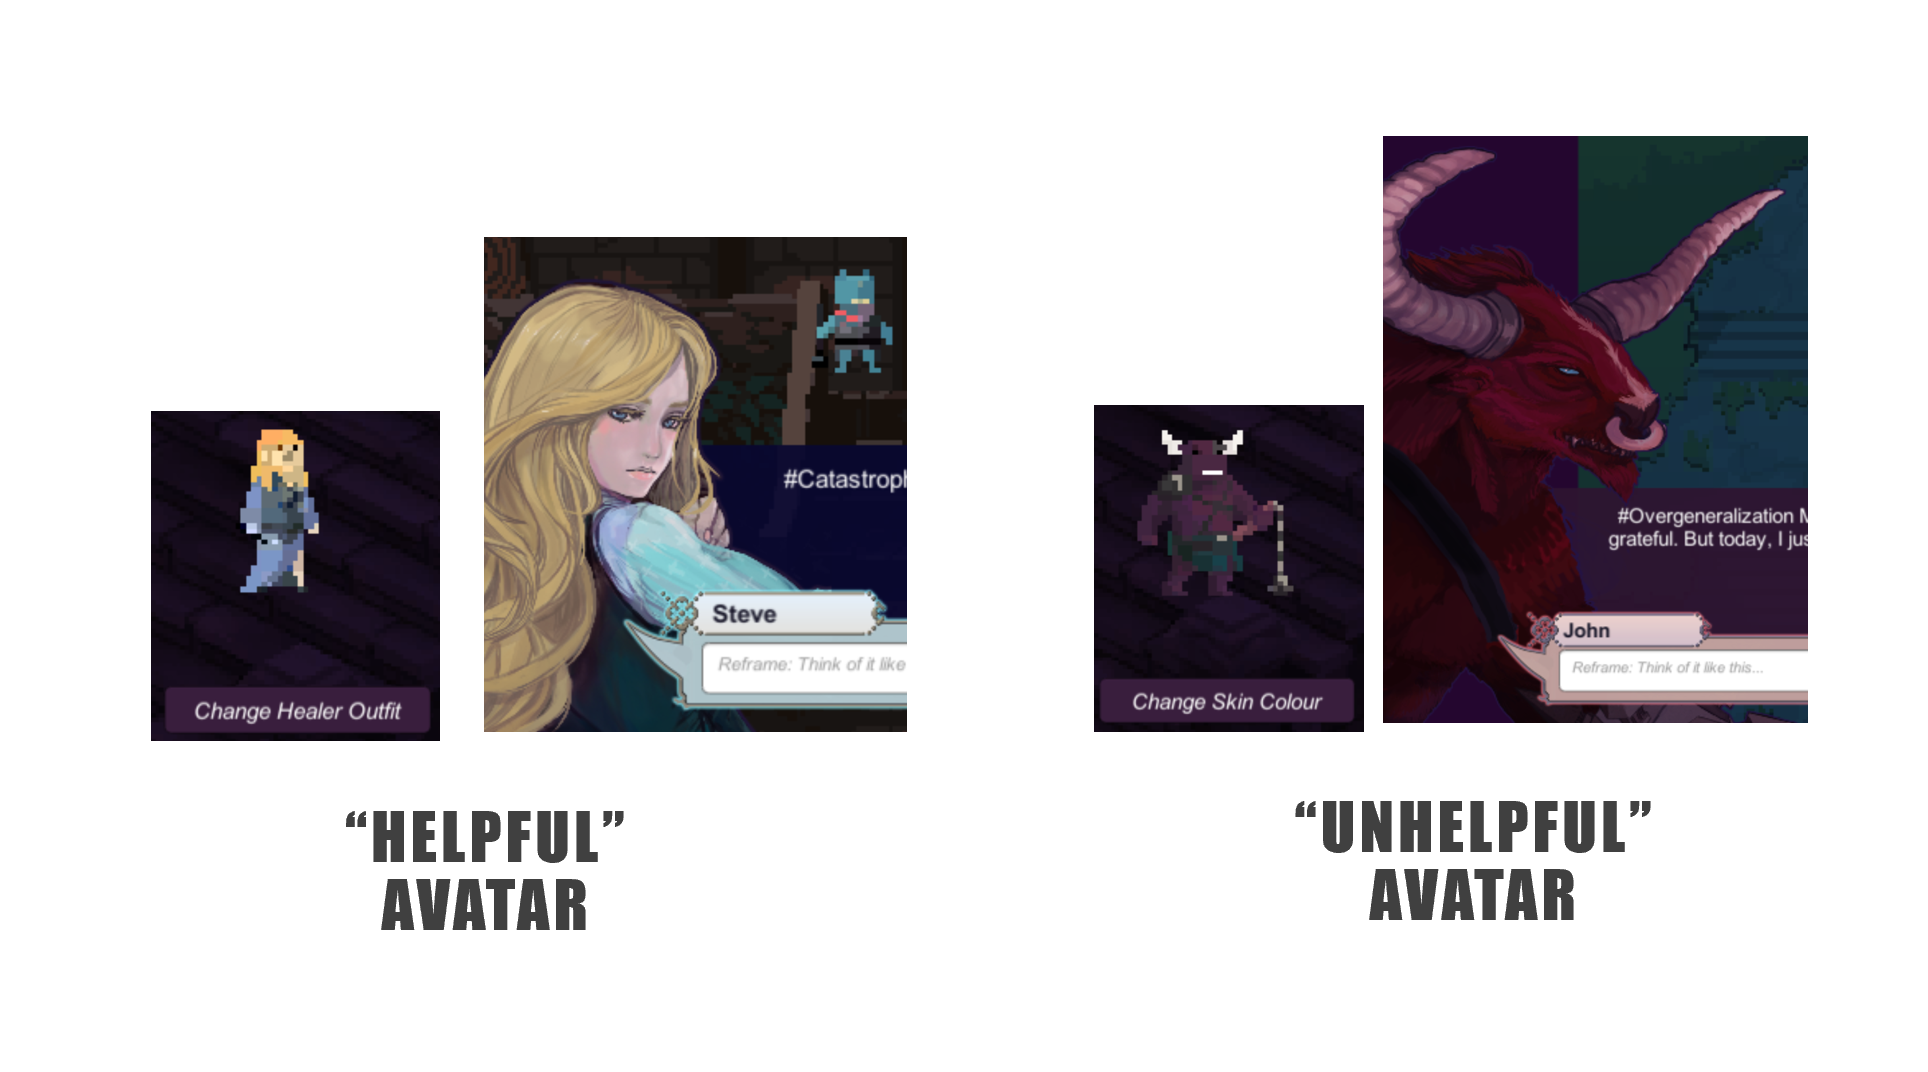 #Catastroph
Steve
Reframe: Think of it like
Change Healer Outfit
“HELPFUL”
AVATAR
#Overgeneralization M
grateful. But today, I jus
John
Reframe: Think of it like this...
Change Skin Colour
“UNHELPFUL”
AVATAR